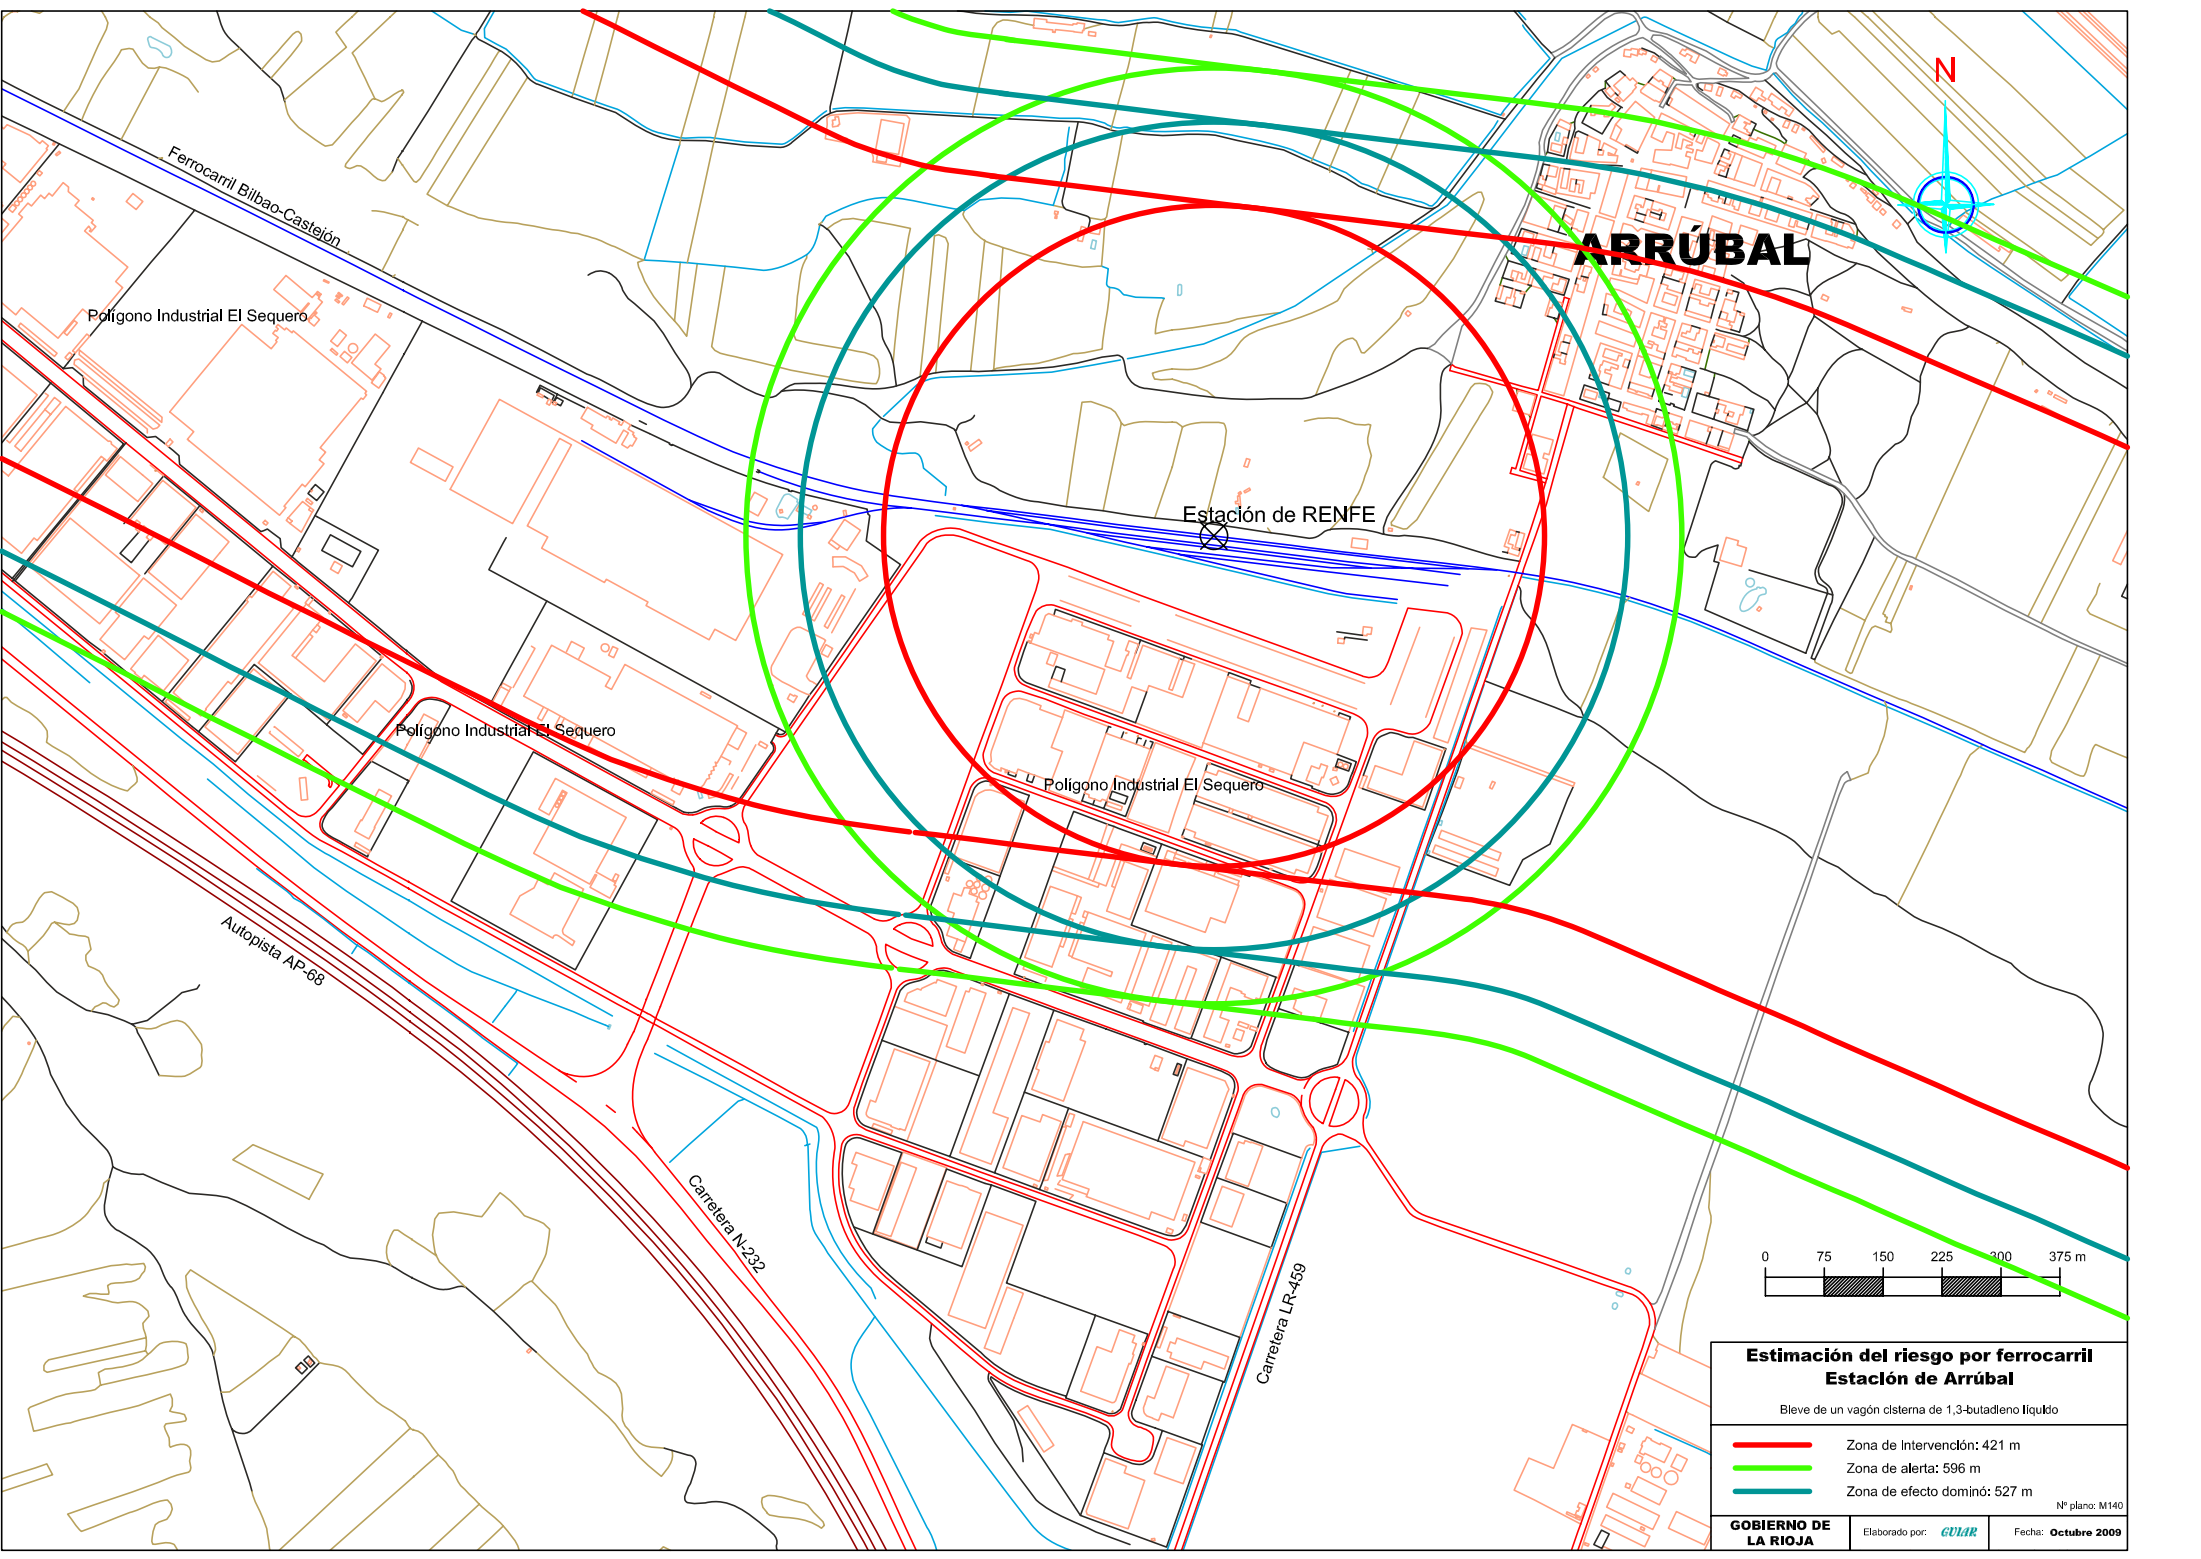 N
ARRÚBAL
Ferrocarril Bilbao-Castejón
Polígono Industrial El Sequero
Estación de RENFE
Polígono Industrial El Sequero
Polígono Industrial El Sequero
Autopista AP-68
Carretera N-232
Carretera LR-459
0 75 150 225 300 375 m
Estimación del riesgo por ferrocarril
Estación de Arrúbal
Bleve de un vagón cisterna de 1,3-butadieno líquido
Zona de intervención: 421 m
Zona de alerta: 596 m
Zona de efecto dominó: 527 m
Nº plano: M140
GOBIERNO DE
LA RIOJA
Elaborado por: GUIAR
Fecha: Octubre 2009